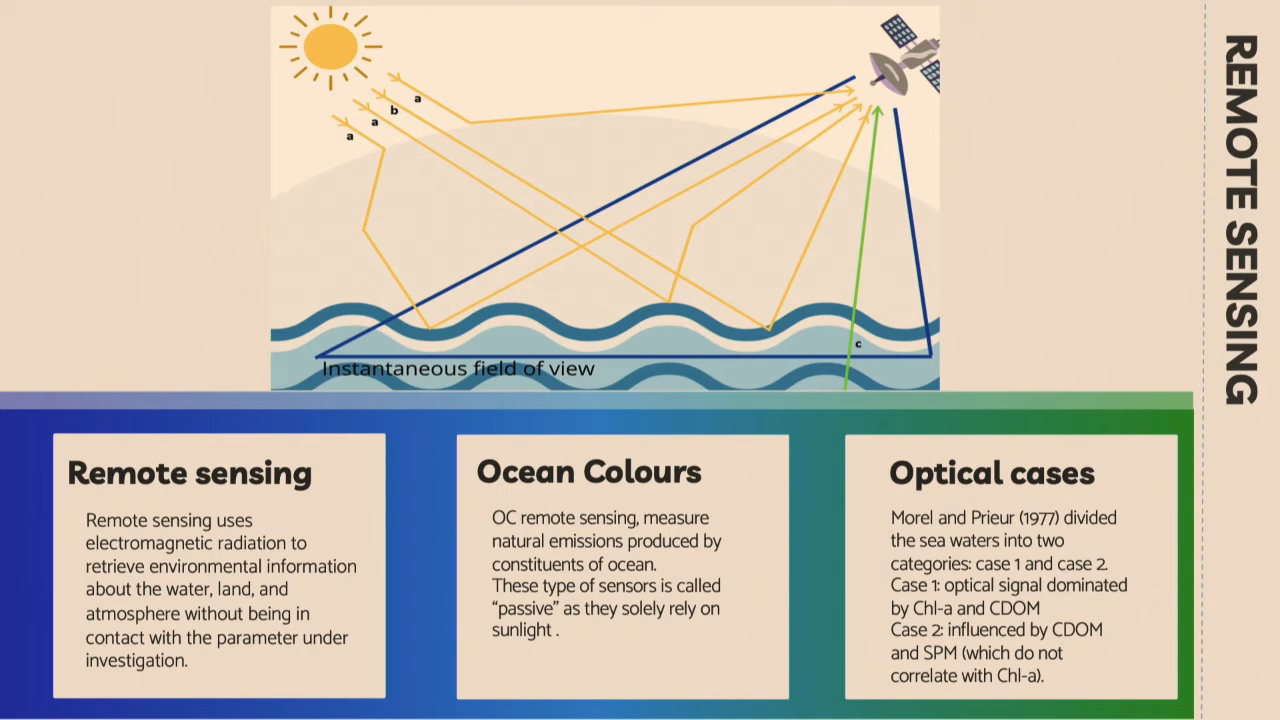 REMOTE SENSING
a
b
a
a
c
Instantaneous field of view
Remote sensing
Remote sensing uses
electromagnetic radiation to
retrieve environmental information
about the water, land, and
atmosphere without being in
contact with the parameter under
investigation.
Ocean Colours
OC remote sensing, measure
natural emissions produced by
constituents of ocean.
These type of sensors is called
“passive” as they solely rely on
sunlight .
Optical cases
Morel and Prieur (1977) divided
the sea waters into two
categories: case 1 and case 2.
Case 1: optical signal dominated
by Chl-a and CDOM
Case 2: influenced by CDOM
and SPM (which do not
correlate with Chl-a).